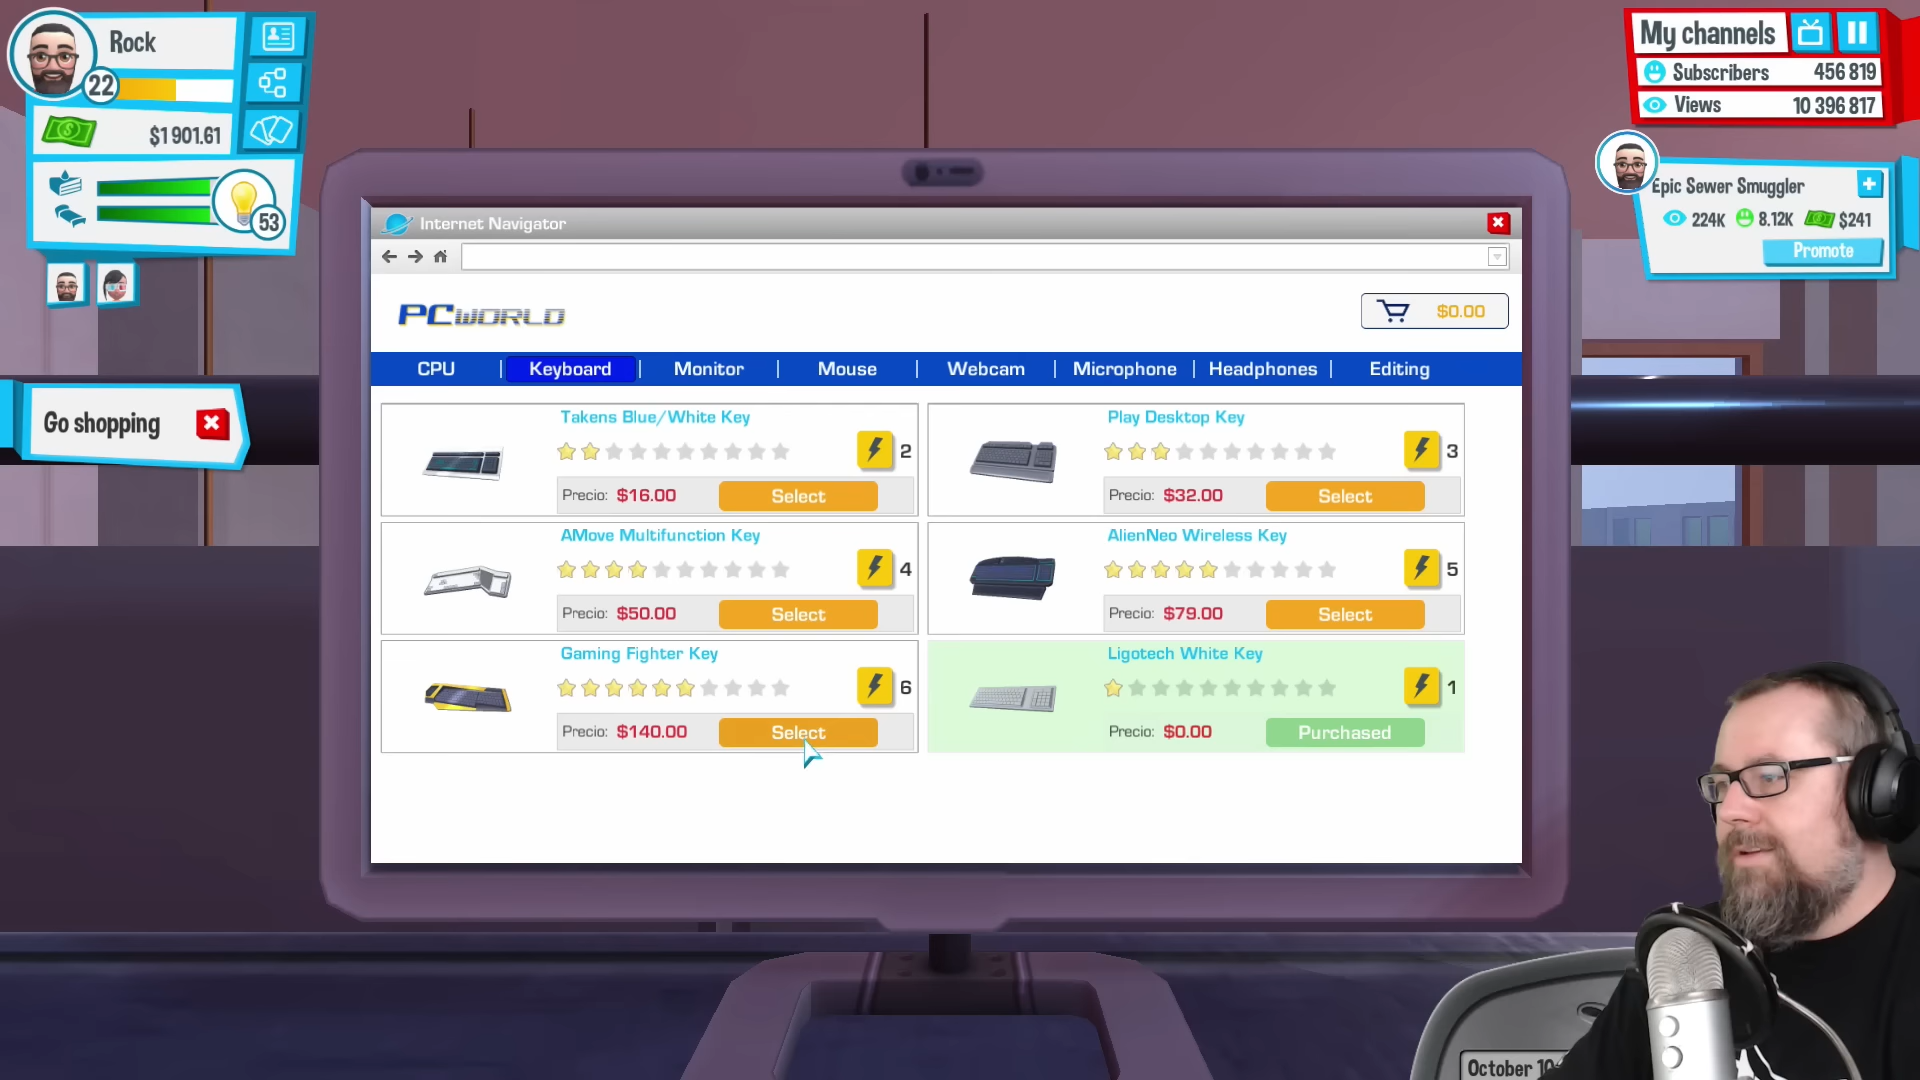 Rock
22
$1 901.61
53
My channels
Subscribers 456 819
Views 10 396 817
Epic Sewer Smuggler
224K 8.12K $241
Promote
Go shopping
Internet Navigator
PCWORLD
$0.00
CPU | Keyboard | Monitor | Mouse | Webcam | Microphone | Headphones | Editing
Takens Blue/White Key
2
Precio: $16.00 Select
Play Desktop Key
3
Precio: $32.00 Select
AMove Multifunction Key
4
Precio: $50.00 Select
AlienNeo Wireless Key
5
Precio: $79.00 Select
Gaming Fighter Key
6
Precio: $140.00 Select
Ligotech White Key
1
Precio: $0.00 Purchased
October